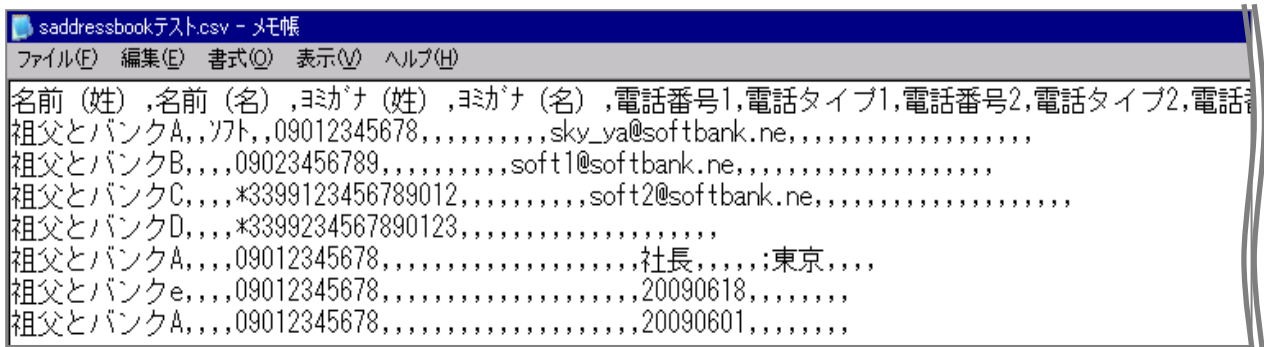 saddressbookテスト.csv - メモ帳
ファイル(F) 編集(E) 書式(O) 表示(V) ヘルプ(H)
名前（姓）,名前（名）,ﾖﾐｶﾞﾅ（姓）,ﾖﾐｶﾞﾅ（名）,電話番号1,電話タイプ1,電話番号2,電話タイプ2,電話
祖父とバンクA,,ｿﾌﾄ,,09012345678,,,,,,,,,,sky_ya@softbank.ne,,,,,,,,,,,,,,,,,,,
祖父とバンクB,,,,09023456789,,,,,,,,,,soft1@softbank.ne,,,,,,,,,,,,,,,,,,,,
祖父とバンクC,,,,*3399123456789012,,,,,,,,,,soft2@softbank.ne,,,,,,,,,,,,,,,,,,,,
祖父とバンクD,,,,*3399234567890123,,,,,,,,,,,,,,,,,,,,
祖父とバンクA,,,,09012345678,,,,,,,,,,,,,,,,,,,,社長,,,,,;東京,,,,
祖父とバンクe,,,,09012345678,,,,,,,,,,,,,,,,,,,,20090618,,,,,,,,
祖父とバンクA,,,,09012345678,,,,,,,,,,,,,,,,,,,,20090601,,,,,,,,